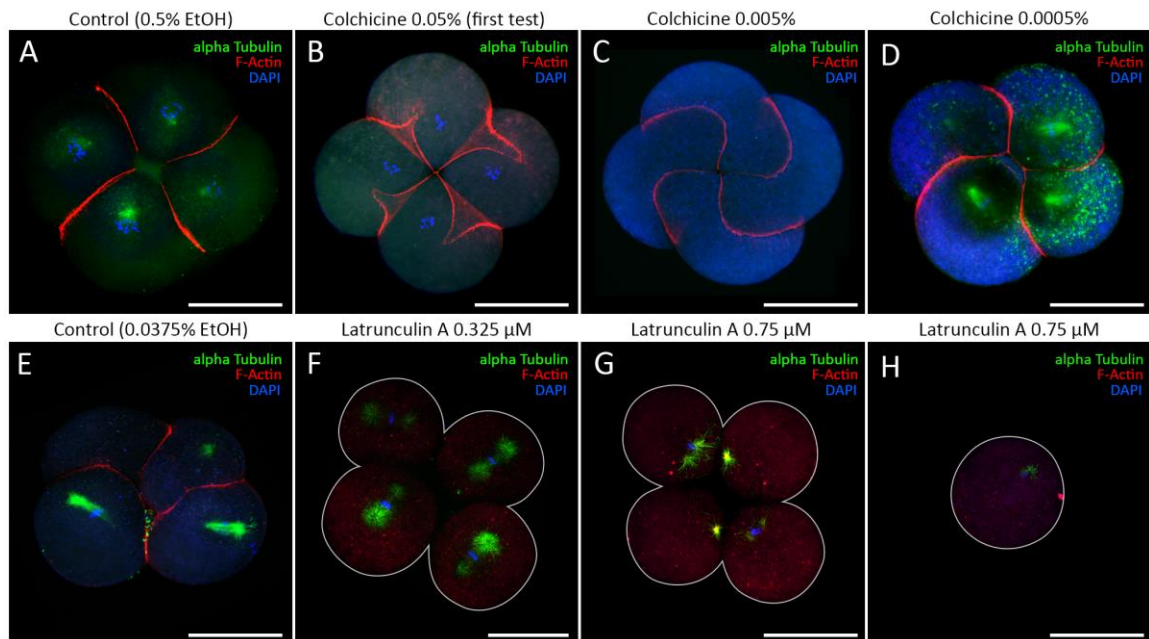 Control (0.5% EtOH)
Colchicine 0.05% (first test)
Colchicine 0.005%
Colchicine 0.0005%
A
alpha Tubulin
F-Actin
DAPI
B
alpha Tubulin
F-Actin
DAPI
C
alpha Tubulin
F-Actin
DAPI
D
alpha Tubulin
F-Actin
DAPI
Control (0.0375% EtOH)
Latrunculin A 0.325 µM
Latrunculin A 0.75 µM
Latrunculin A 0.75 µM
E
alpha Tubulin
F-Actin
DAPI
F
alpha Tubulin
F-Actin
DAPI
G
alpha Tubulin
F-Actin
DAPI
H
alpha Tubulin
F-Actin
DAPI